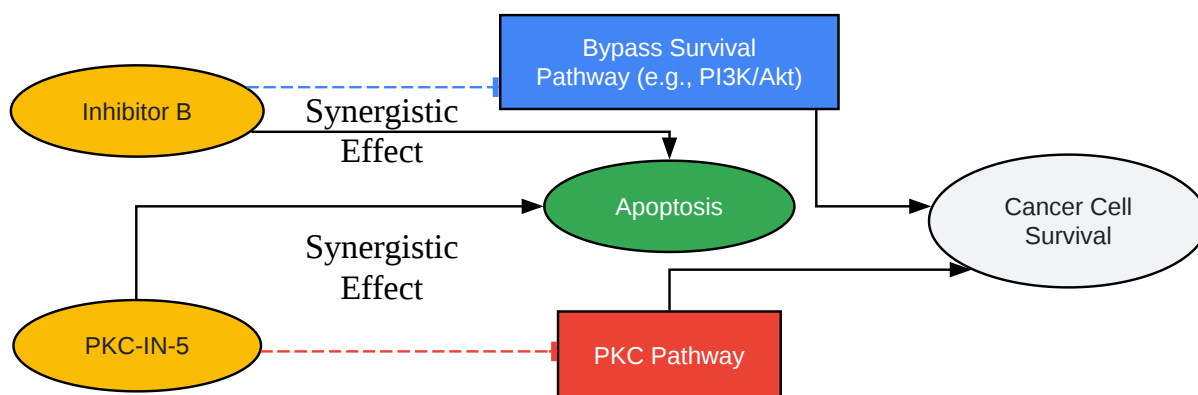 Bypass Survival
Pathway (e.g., PI3K/Akt)
Inhibitor B
Synergistic
Effect
Apoptosis
Cancer Cell
Survival
Synergistic
Effect
PKC-IN-5
PKC Pathway